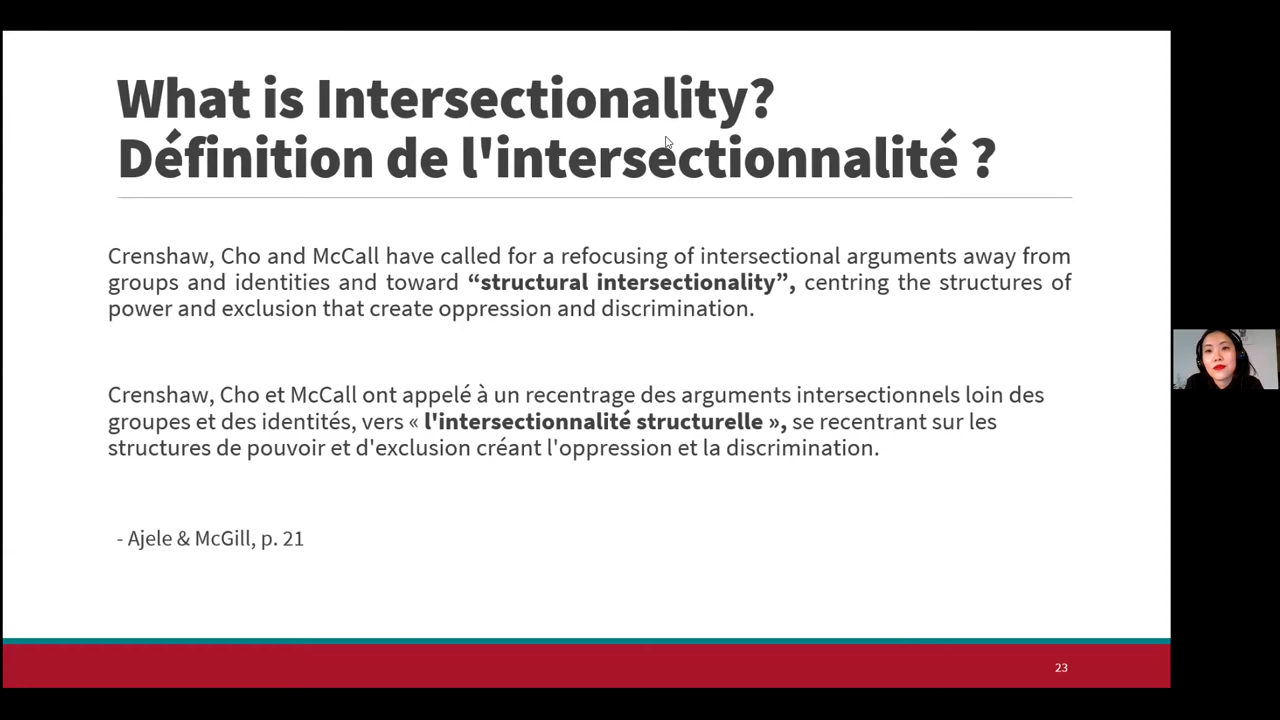 What is Intersectionality?
Définition de l'intersectionnalité ?
Crenshaw, Cho and McCall have called for a refocusing of intersectional arguments away from
groups and identities and toward “structural intersectionality”, centring the structures of
power and exclusion that create oppression and discrimination.
Crenshaw, Cho et McCall ont appelé à un recentrage des arguments intersectionnels loin des
groupes et des identités, vers « l'intersectionnalité structurelle », se recentrant sur les
structures de pouvoir et d'exclusion créant l'oppression et la discrimination.
- Ajele & McGill, p. 21
23